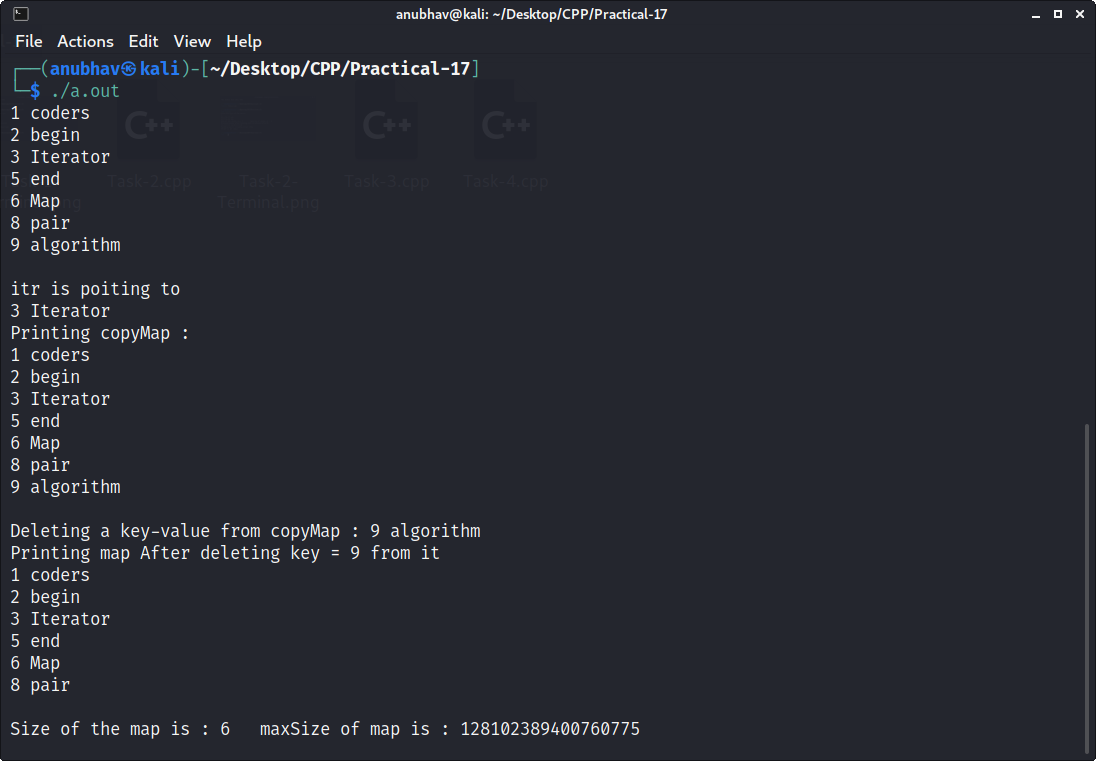 anubhav@kali: ~/Desktop/CPP/Practical-17
File Actions Edit View Help
┌──(anubhav㉿kali)-[~/Desktop/CPP/Practical-17]
└─$ ./a.out
1 coders
2 begin
3 Iterator
5 end
6 Map
8 pair
9 algorithm
C++ C++ C++
Task-2.cpp Task-2- Task-3.cpp Task-4.cpp
Terminal.png
itr is poiting to
3 Iterator
Printing copyMap :
1 coders
2 begin
3 Iterator
5 end
6 Map
8 pair
9 algorithm
Deleting a key-value from copyMap : 9 algorithm
Printing map After deleting key = 9 from it
1 coders
2 begin
3 Iterator
5 end
6 Map
8 pair
Size of the map is : 6   maxSize of map is : 128102389400760775